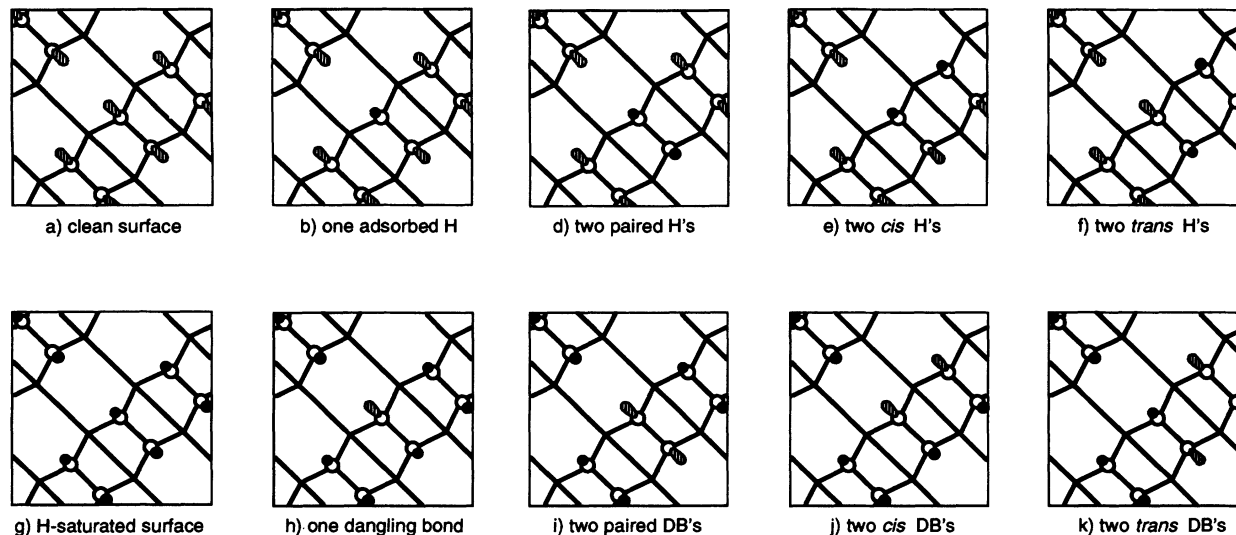 a) clean surface
b) one adsorbed H
d) two paired H's
e) two cis H's
f) two trans H's
g) H-saturated surface
h) one dangling bond
i) two paired DB's
j) two cis DB's
k) two trans DB's